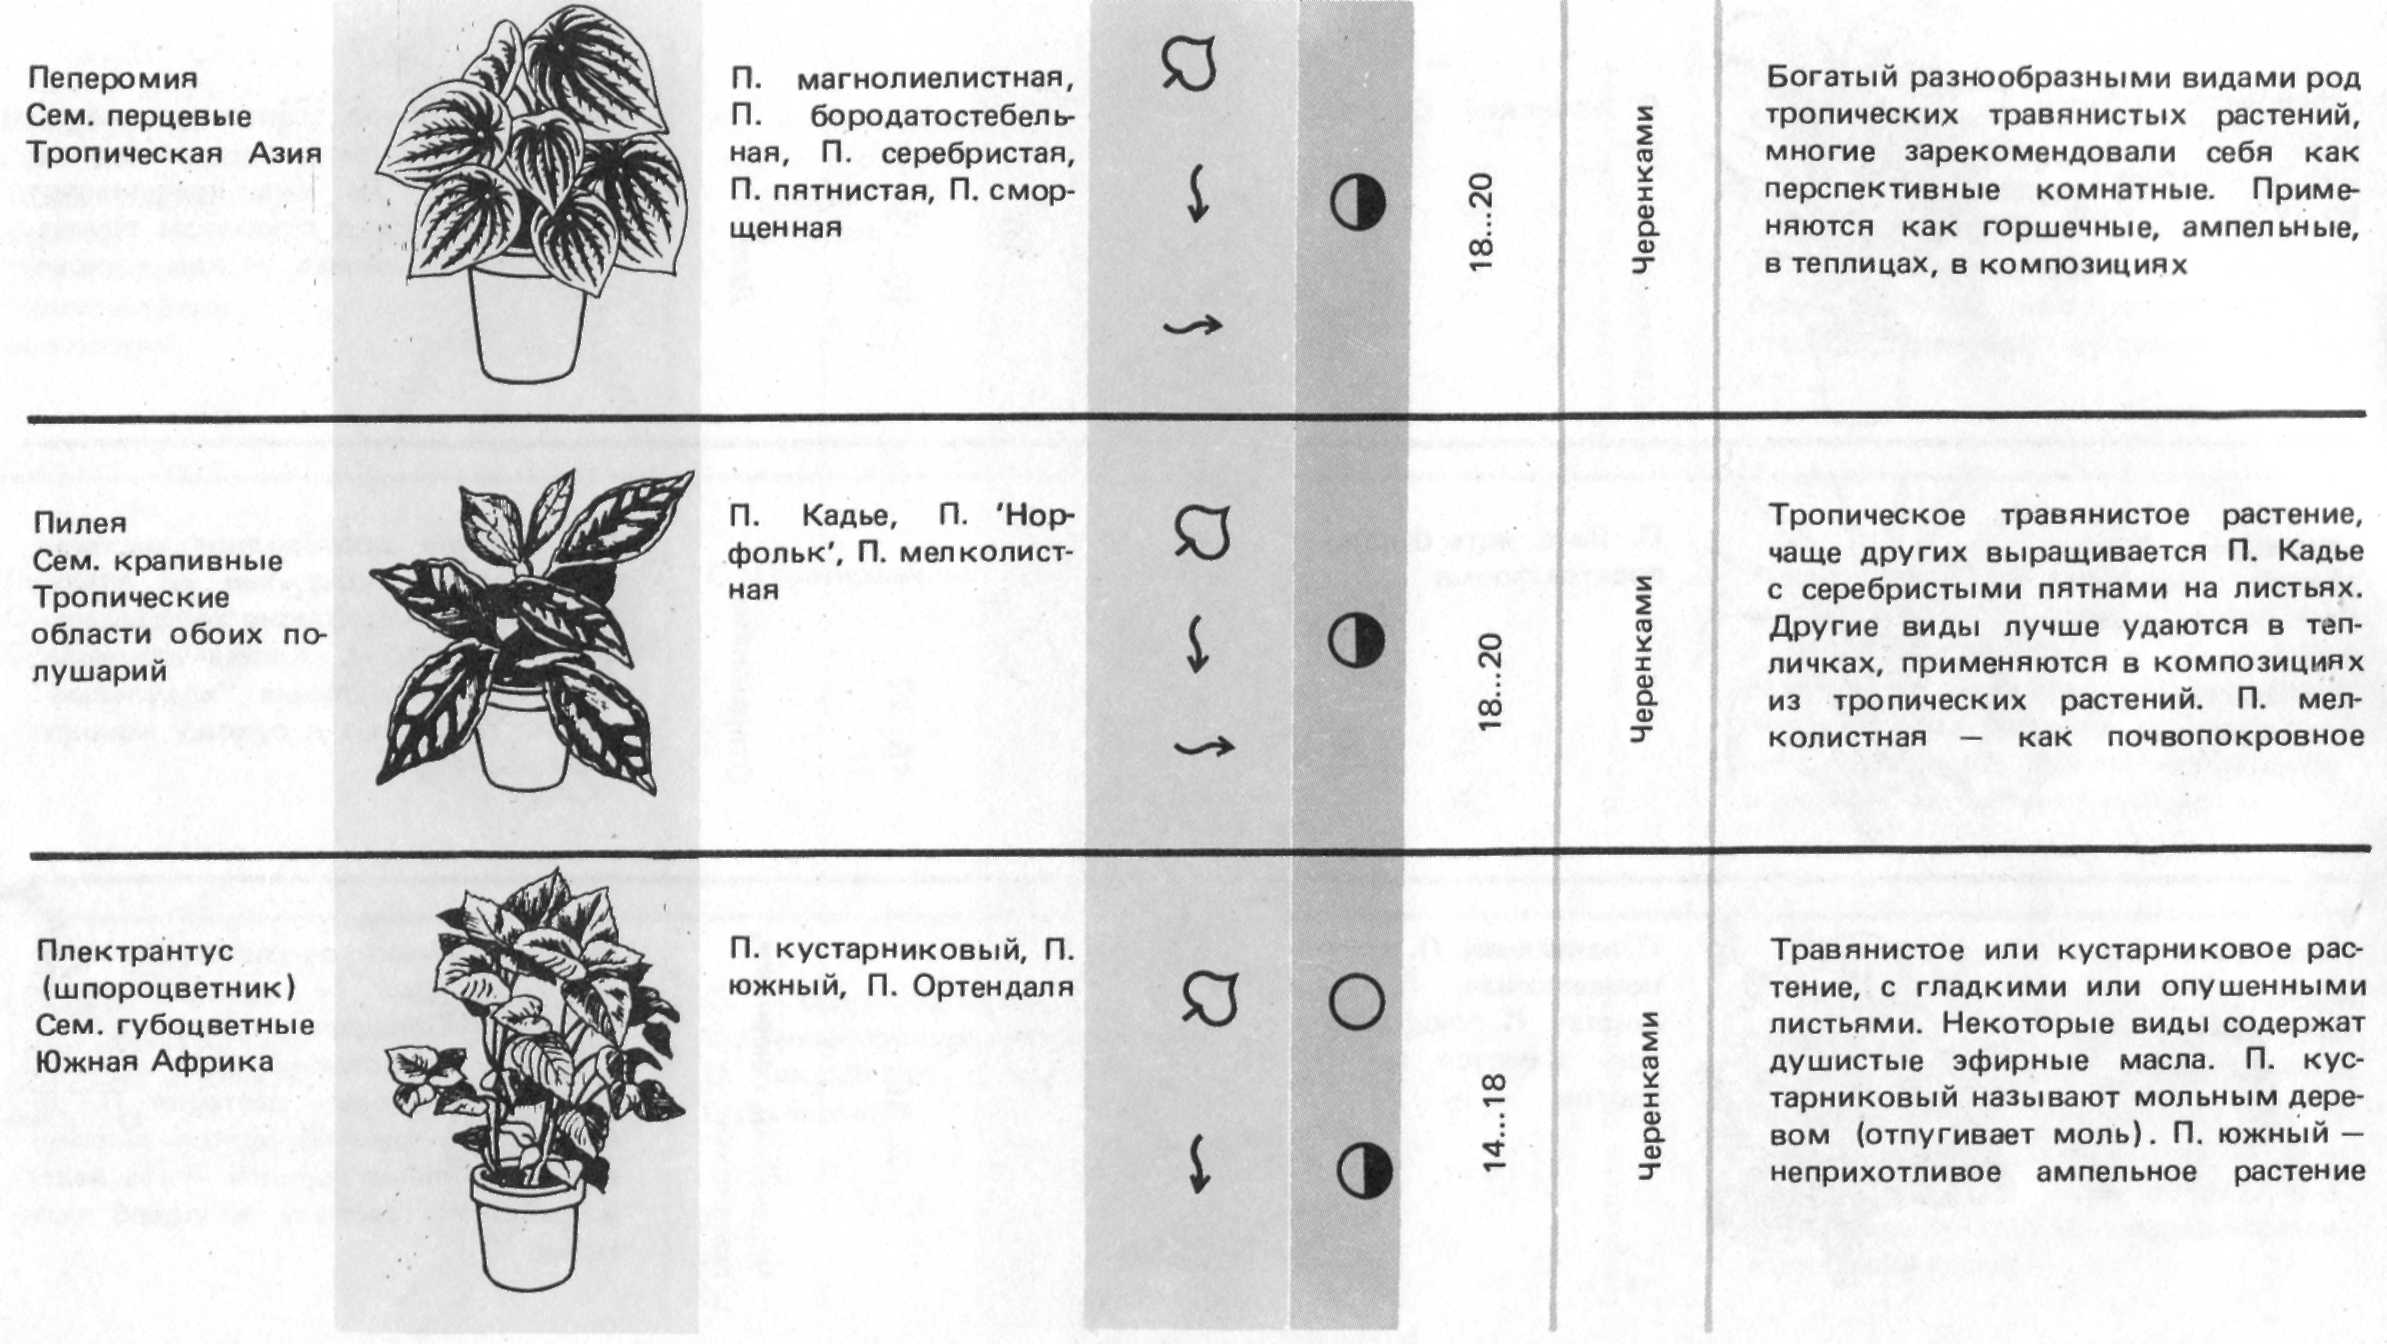 Пеперомия
Сем. перцевые
Тропическая Азия
П. магнолиелистная,
П. бородатостебель-
ная, П. серебристая,
П. пятнистая, П. смор-
щенная
18...20
Черенками
Богатый разнообразными видами род
тропических травянистых растений,
многие зарекомендовали себя как
перспективные комнатные. Приме-
няются как горшечные, ампельные,
в теплицах, в композициях
Пилея
Сем. крапивные
Тропические
области обоих по-
лушарий
П. Кадье, П. 'Нор-
фольк', П. мелколист-
ная
18...20
Черенками
Тропическое травянистое растение,
чаще других выращивается П. Кадье
с серебристыми пятнами на листьях.
Другие виды лучше удаются в теп-
личках, применяются в композициях
из тропических растений. П. мел-
колистная — как почвопокровное
Плектрантус
(шпороцветник)
Сем. губоцветные
Южная Африка
П. кустарниковый, П.
южный, П. Ортендаля
14...18
Черенками
Травянистое или кустарниковое рас-
тение, с гладкими или опушенными
листьями. Некоторые виды содержат
душистые эфирные масла. П. кус-
тарниковый называют мольным дере-
вом (отпугивает моль). П. южный —
неприхотливое ампельное растение